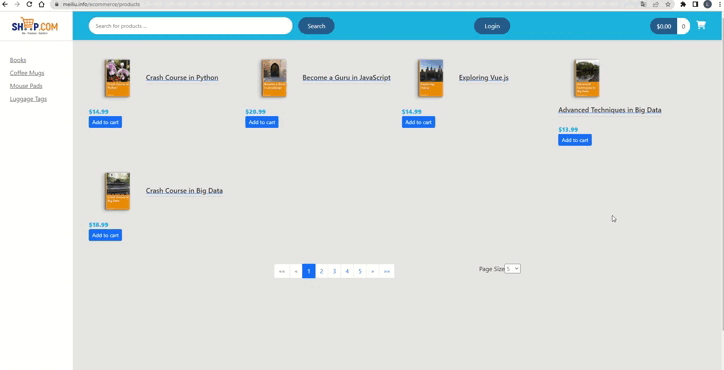 meiliu.info/ecommerce/products
SHOP.COM
Search for products...
Search
Login
$0.00
0
Books
Coffee Mugs
Mouse Pads
Luggage Tags
Crash Course in Python
$14.99
Add to cart
Become a Guru in JavaScript
$20.99
Add to cart
Exploring Vue.js
$14.99
Add to cart
Advanced Techniques in Big Data
$13.99
Add to cart
Crash Course in Big Data
$18.99
Add to cart
«« « 1 2 3 4 5 » »»
Page Size 5